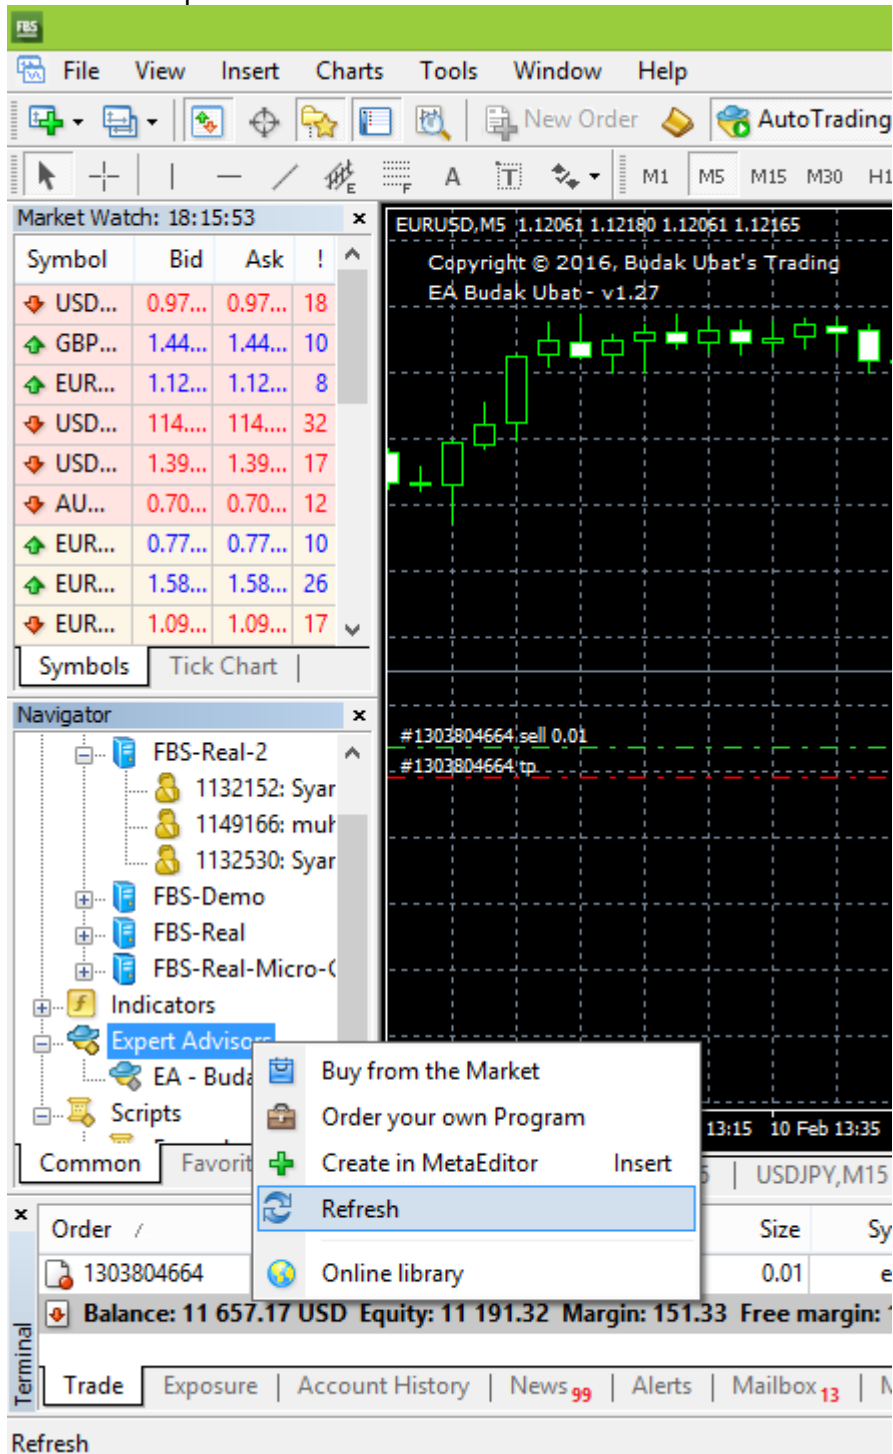 FBS
File View Insert Charts Tools Window Help
New Order AutoTrading
E F A T M1 M5 M15 M30 H1
Market Watch: 18:15:53 x
Symbol Bid Ask !
USD... 0.97... 0.97... 18
GBP... 1.44... 1.44... 10
EUR... 1.12... 1.12... 8
USD... 114.... 114.... 32
USD... 1.39... 1.39... 17
AU... 0.70... 0.70... 12
EUR... 0.77... 0.77... 10
EUR... 1.58... 1.58... 26
EUR... 1.09... 1.09... 17
Symbols Tick Chart
EURUSD,M5 1.12061 1.12180 1.12061 1.12165
Copyright © 2016, Budak Ubat's Trading
EA Budak Ubat - v1.27
#1303804664 sell 0.01
#1303804664 tp
Navigator x
FBS-Real-2
1132152: Syar
1149166: muh
1132530: Syar
FBS-Demo
FBS-Real
FBS-Real-Micro-
Indicators
Expert Advisors
EA - Buda
Scripts
Common Favorit
Buy from the Market
Order your own Program
Create in MetaEditor Insert
Refresh
Online library
13:15 10 Feb 13:35
USDJPY,M15
x Order / Size Sy
1303804664 0.01 e
Balance: 11 657.17 USD Equity: 11 191.32 Margin: 151.33 Free margin:
Terminal
Trade Exposure Account History News 99 Alerts Mailbox 13
Refresh